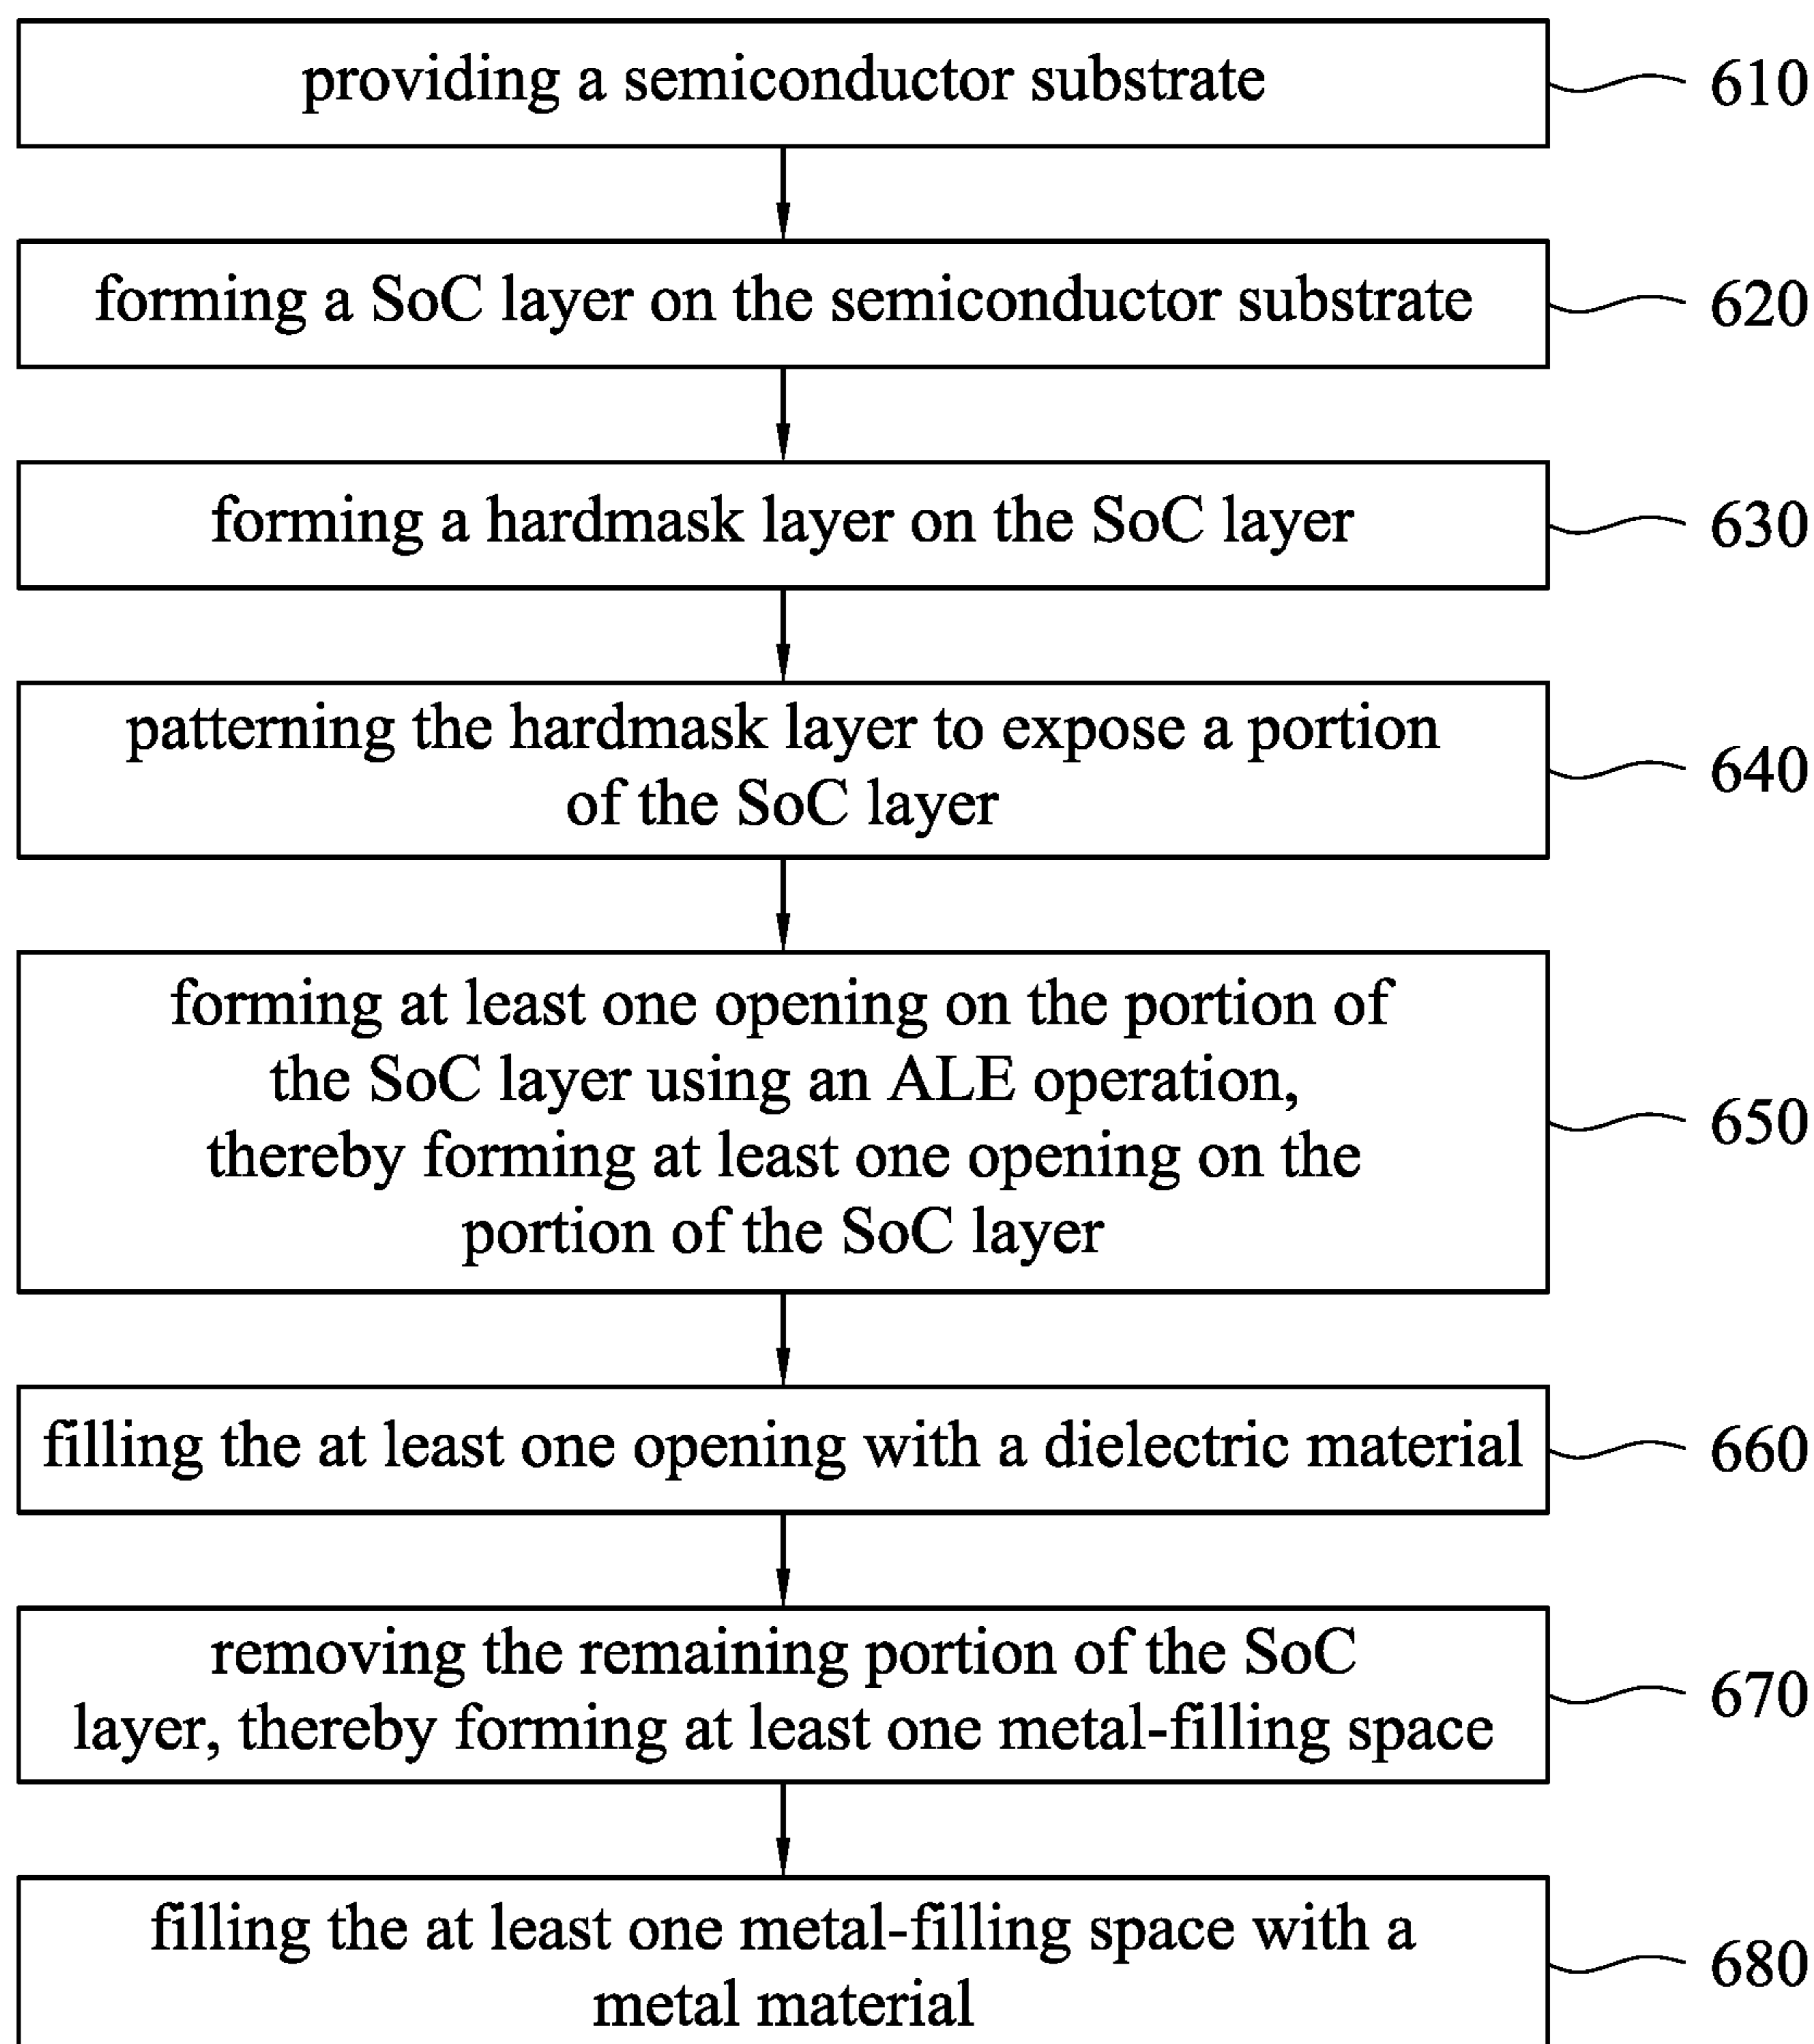 providing a semiconductor substrate
610
forming a SoC layer on the semiconductor substrate
620
forming a hardmask layer on the SoC layer
630
patterning the hardmask layer to expose a portion
of the SoC layer
640
forming at least one opening on the portion of
the SoC layer using an ALE operation,
thereby forming at least one opening on the
portion of the SoC layer
650
filling the at least one opening with a dielectric material
660
removing the remaining portion of the SoC
layer, thereby forming at least one metal-filling space
670
filling the at least one metal-filling space with a
metal material
680